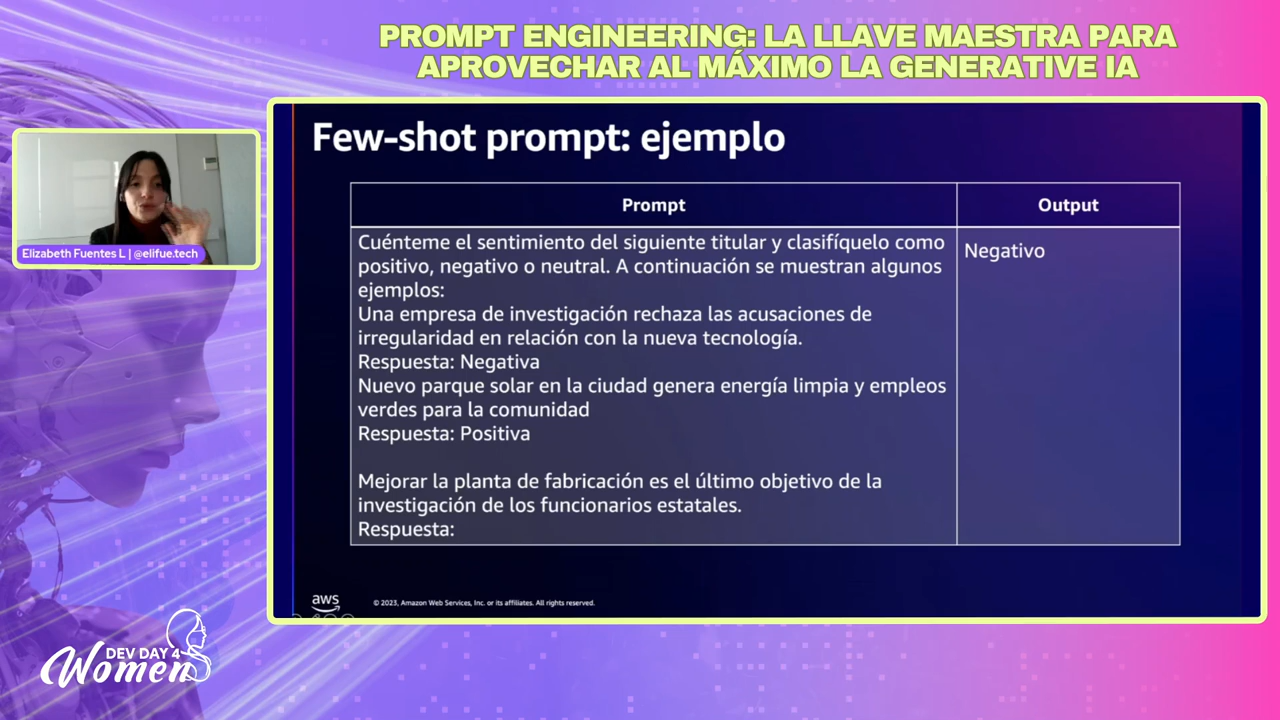 PROMPT ENGINEERING: LA LLAVE MAESTRA PARA
APROVECHAR AL MÁXIMO LA GENERATIVE IA
Elizabeth Fuentes L | @elifue.tech
Few-shot prompt: ejemplo
Prompt
Output
Cuénteme el sentimiento del siguiente titular y clasifíquelo como
positivo, negativo o neutral. A continuación se muestran algunos
ejemplos:
Una empresa de investigación rechaza las acusaciones de
irregularidad en relación con la nueva tecnología.
Respuesta: Negativa
Nuevo parque solar en la ciudad genera energía limpia y empleos
verdes para la comunidad
Respuesta: Positiva
Mejorar la planta de fabricación es el último objetivo de la
investigación de los funcionarios estatales.
Respuesta:
Negativo
aws
© 2023, Amazon Web Services, Inc. or its affiliates. All rights reserved.
DEV DAY 4
Women